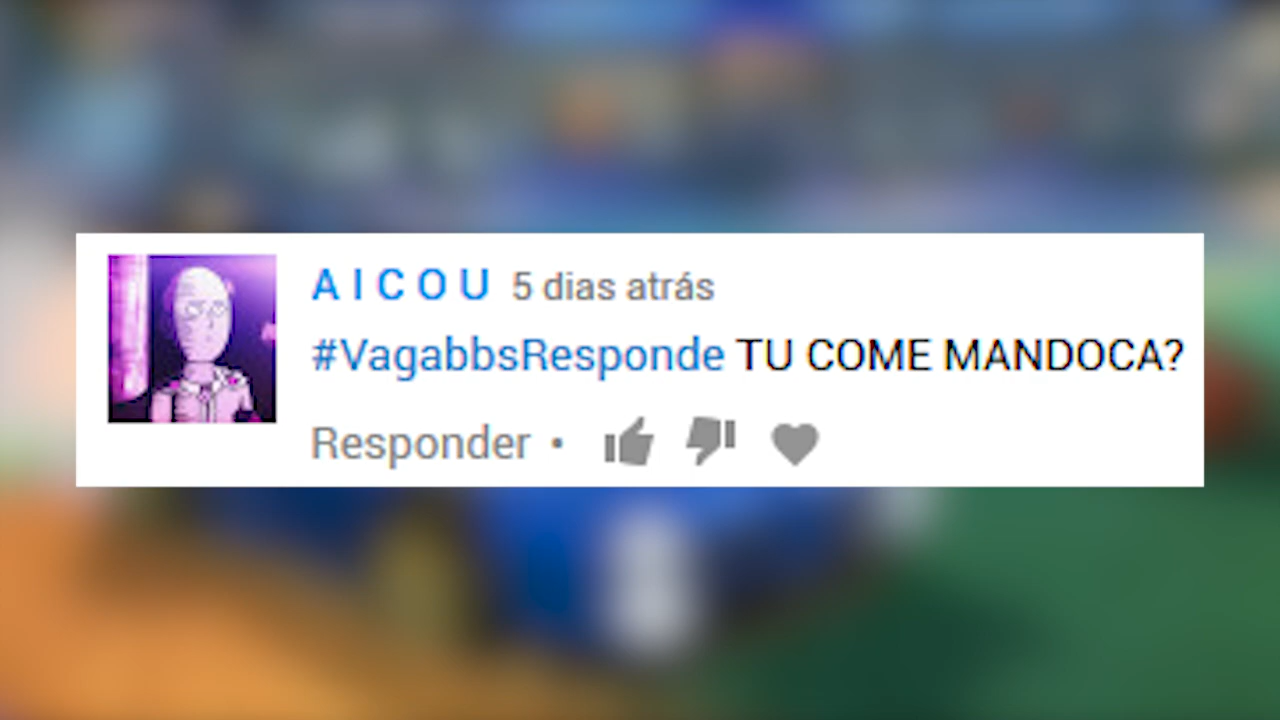 A I C O U 5 dias atrás
#VagabbsResponde TU COME MANDOCA?
Responder •